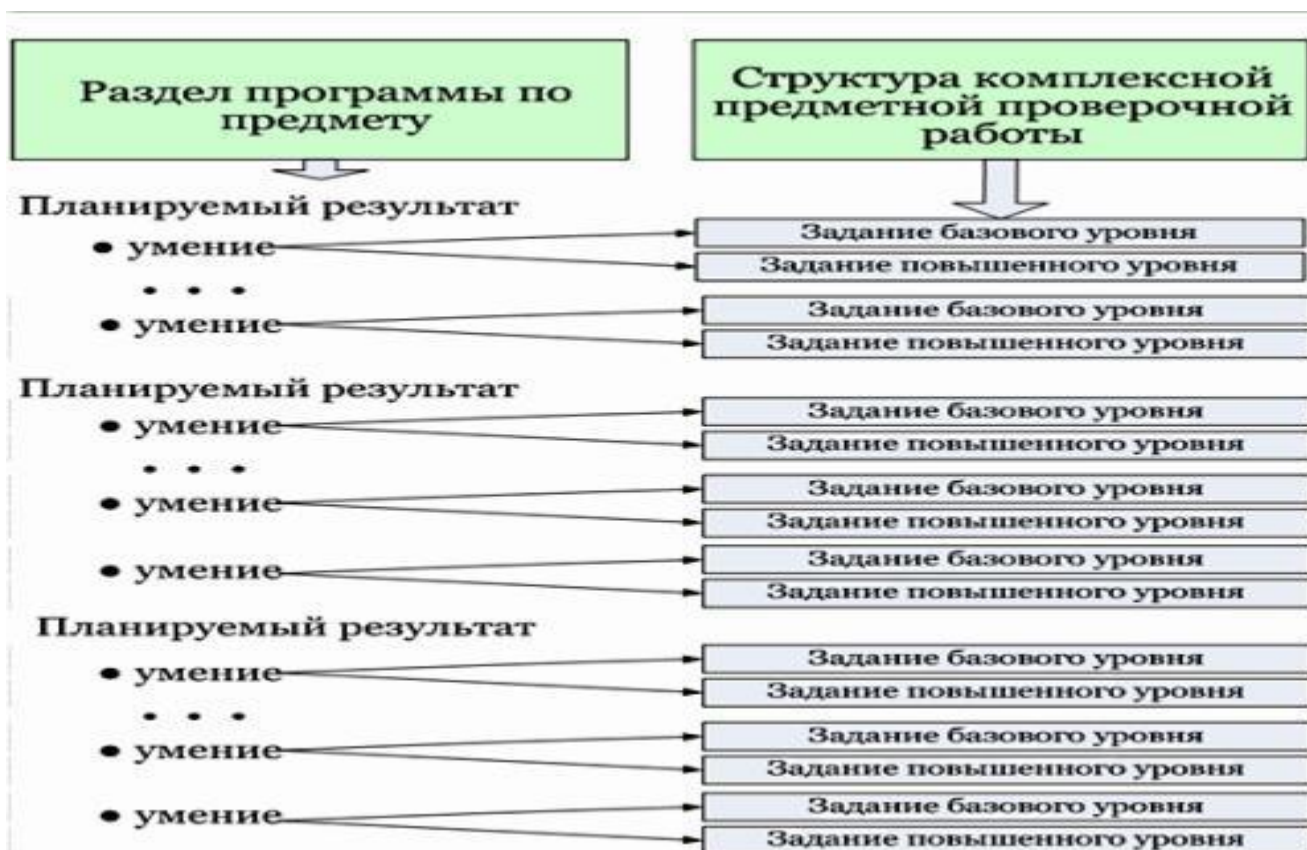 Раздел программы по
предмету
Структура комплексной
предметной проверочной
работы
Планируемый результат
• умение
Задание базового уровня
Задание повышенного уровня
• • •
• умение
Задание базового уровня
Задание повышенного уровня
Планируемый результат
• умение
Задание базового уровня
Задание повышенного уровня
• • •
• умение
Задание базового уровня
Задание повышенного уровня
• умение
Задание базового уровня
Задание повышенного уровня
Планируемый результат
• умение
Задание базового уровня
Задание повышенного уровня
• • •
• умение
Задание базового уровня
Задание повышенного уровня
• умение
Задание базового уровня
Задание повышенного уровня